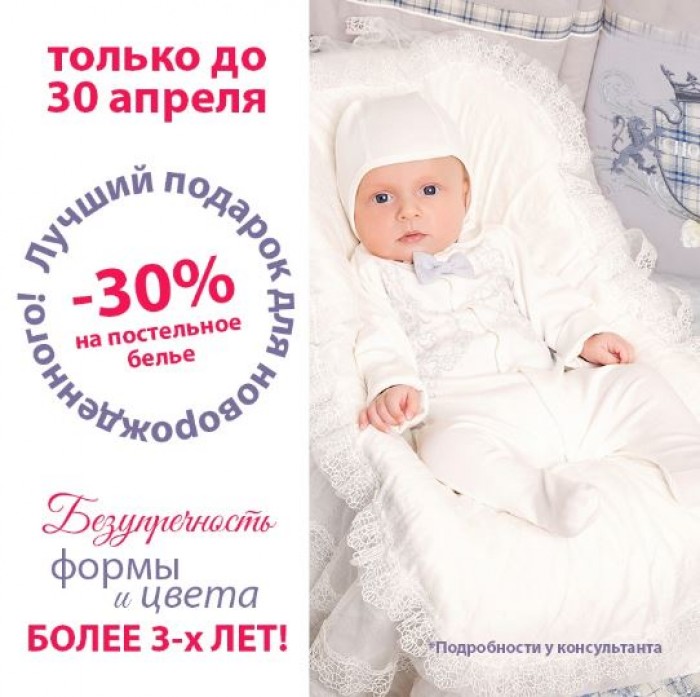 только до
30 апреля
Лучший подарок для новорожденного!
-30%
на постельное
белье
Безупречность
формы
и цвета
БОЛЕЕ 3-х ЛЕТ!
*Подробности у консультанта